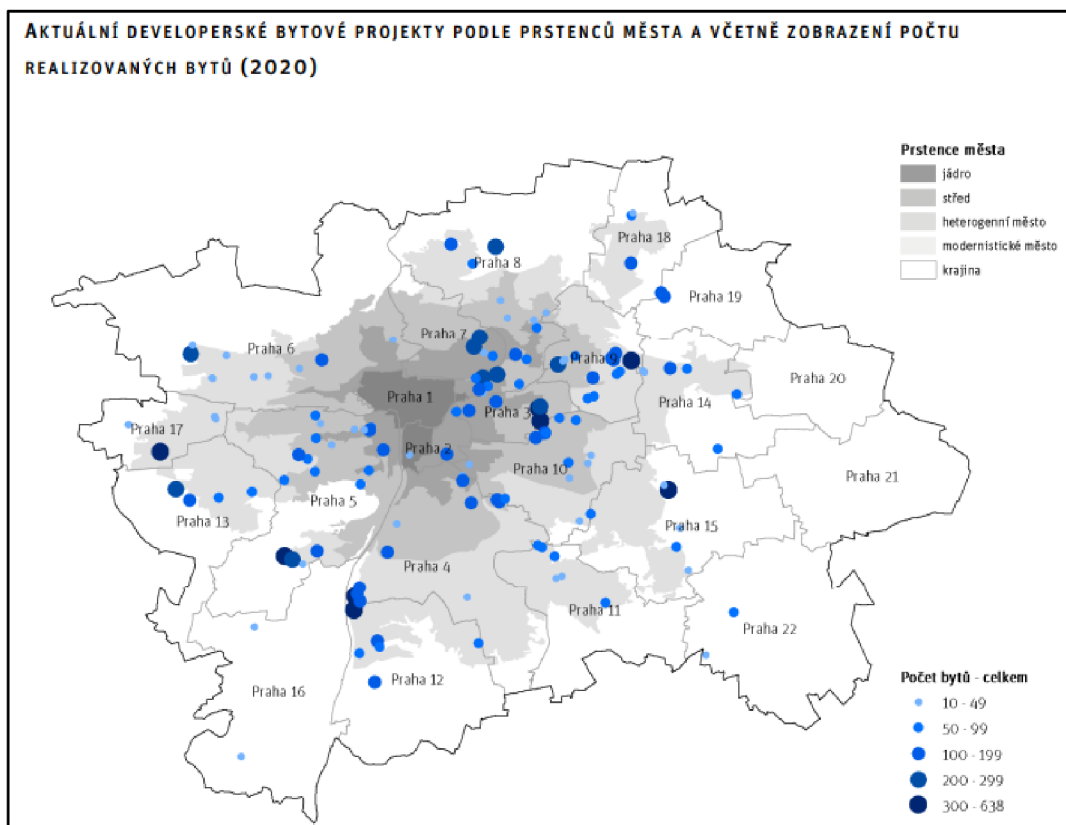 AKTUÁLNÍ DEVELOPERSKÉ BYTOVÉ PROJEKTY PODLE PRSTENCŮ MĚSTA A VČETNĚ ZOBRAZENÍ POČTU
REALIZOVANÝCH BYTŮ (2020)
Prstence města
jádro
střed
heterogenní město
modernistické město
krajina
Praha 18
Praha 8
Praha 19
Praha 7
Praha 6
Praha 9
Praha 20
Praha 1
Praha 14
Praha 3
Praha 17
Praha 2
Praha 10
Praha 21
Praha 5
Praha 13
Praha 15
Praha 4
Praha 11
Praha 22
Praha 12
Praha 16
Počet bytů - celkem
10 - 49
50 - 99
100 - 199
200 - 299
300 - 638